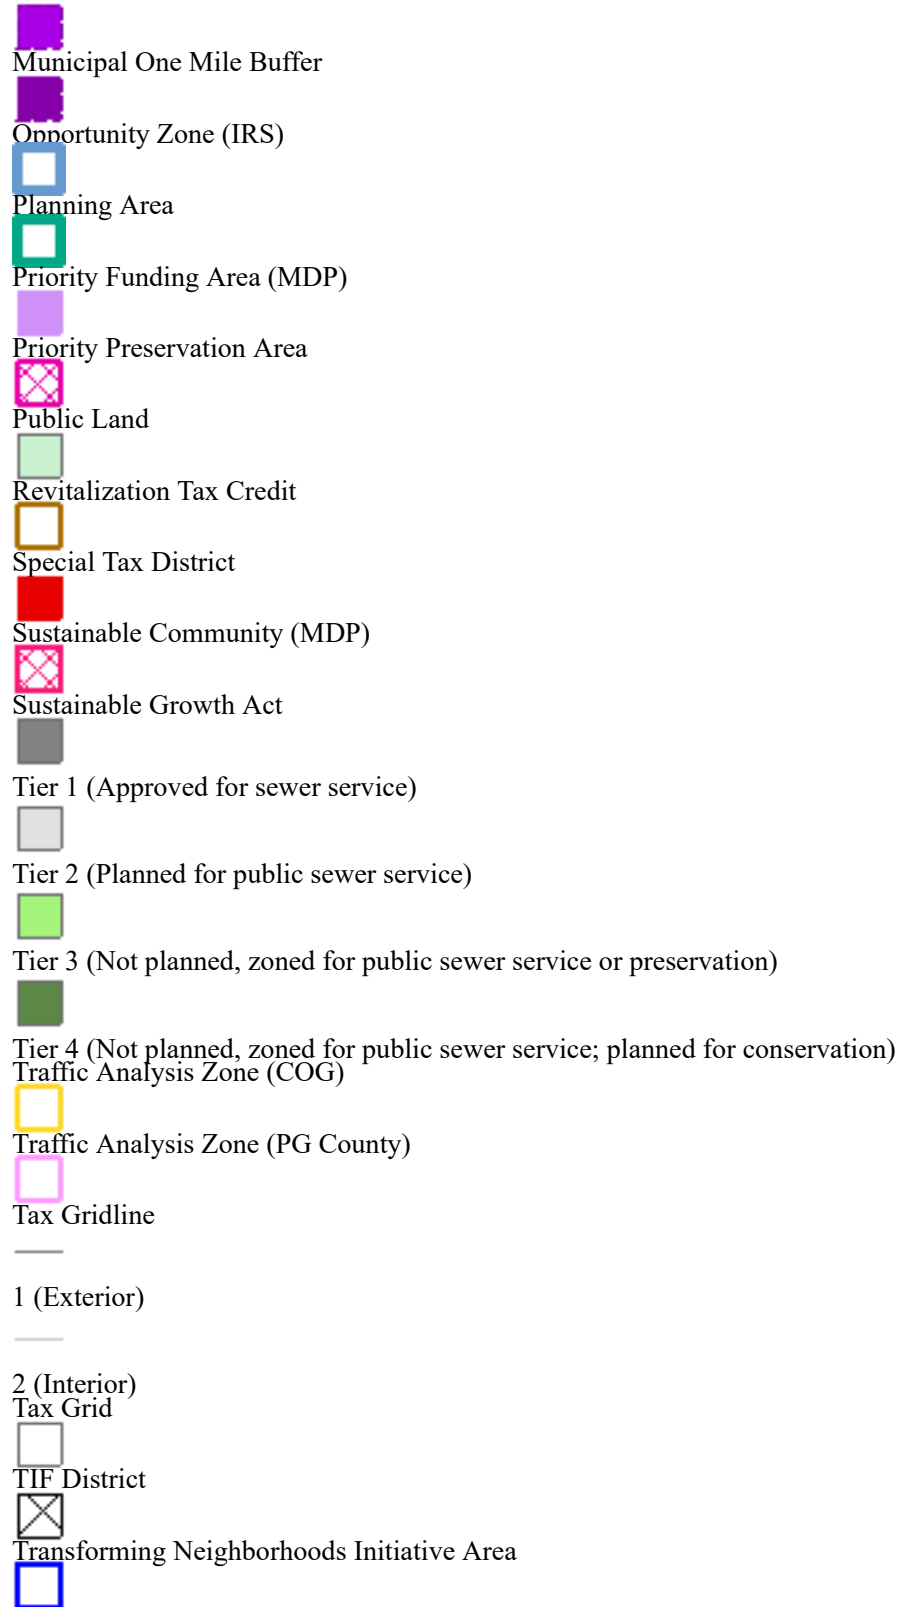 Municipal One Mile Buffer
Opportunity Zone (IRS)
Planning Area
Priority Funding Area (MDP)
Priority Preservation Area
Public Land
Revitalization Tax Credit
Special Tax District
Sustainable Community (MDP)
Sustainable Growth Act
Tier 1 (Approved for sewer service)
Tier 2 (Planned for public sewer service)
Tier 3 (Not planned, zoned for public sewer service or preservation)
Tier 4 (Not planned, zoned for public sewer service; planned for conservation)
Traffic Analysis Zone (COG)
Traffic Analysis Zone (PG County)
Tax Gridline
1 (Exterior)
2 (Interior)
Tax Grid
TIF District
Transforming Neighborhoods Initiative Area